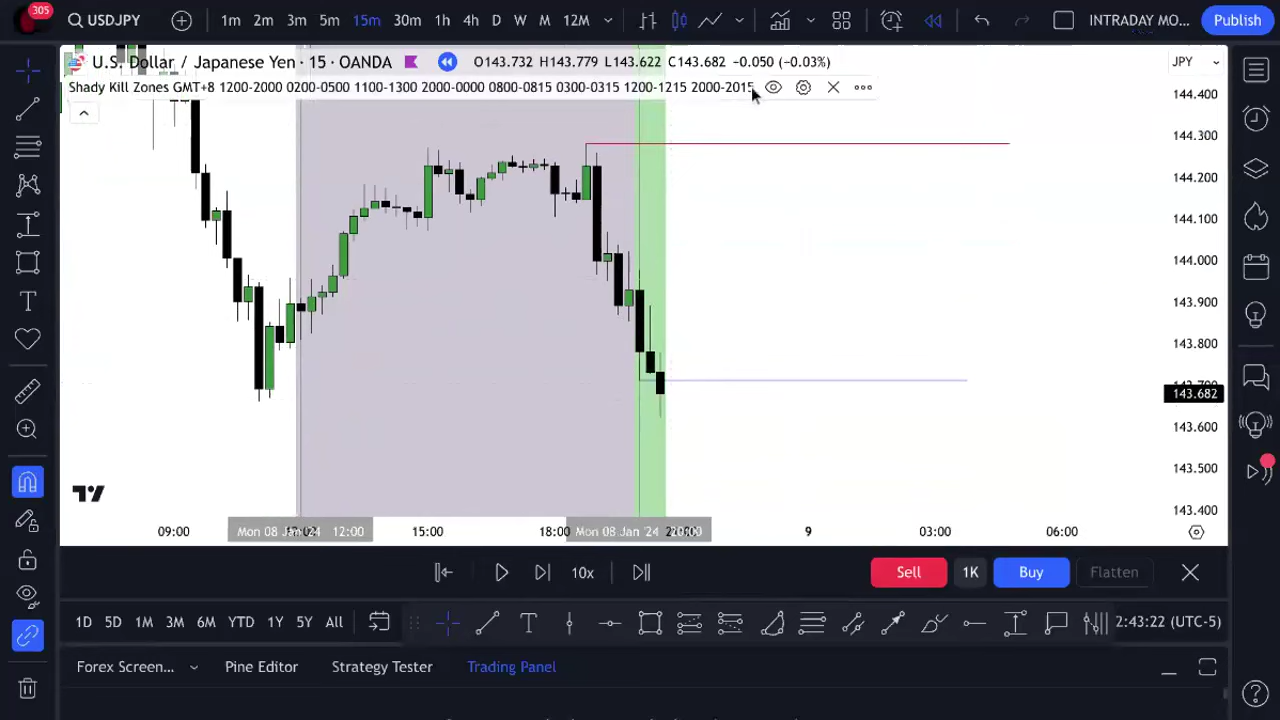 305
USDJPY
1m 2m 3m 5m 15m 30m 1h 4h D W M 12M
INTRADAY MO...
Publish
U.S. Dollar / Japanese Yen · 15 · OANDA
O143.732 H143.779 L143.622 C143.682 −0.050 (−0.03%)
JPY
Shady Kill Zones GMT+8 1200-2000 0200-0500 1100-1300 2000-0000 0800-0815 0300-0315 1200-1215 2000-2015
144.400
144.300
144.200
144.100
144.000
143.900
143.800
143.682
143.600
143.500
143.400
09:00
Mon 08 Jan '24 12:00
15:00
18:00
Mon 08 Jan '24 20:00
9
03:00
06:00
10x
Sell
1K
Buy
Flatten
1D 5D 1M 3M 6M YTD 1Y 5Y All
2:43:22 (UTC-5)
Forex Screen...
Pine Editor
Strategy Tester
Trading Panel